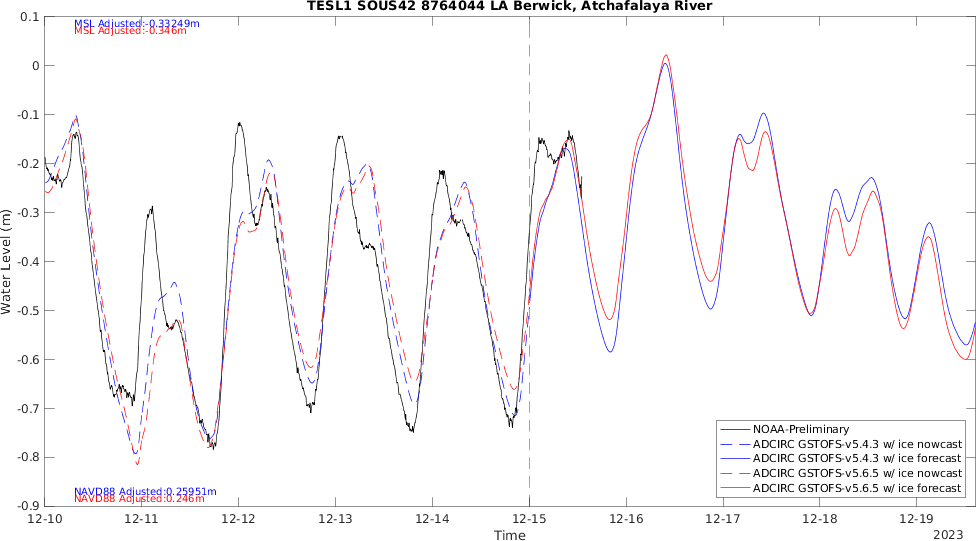 TESL1 SOUS42 8764044 LA Berwick, Atchafalaya River
MSL Adjusted:-0.33249m
MSL Adjusted:-0.346m
0.1
0
-0.1
-0.2
-0.3
-0.4
-0.5
-0.6
-0.7
-0.8
-0.9
Water Level (m)
NAVD88 Adjusted:0.25951m
NAVD88 Adjusted:0.246m
NOAA-Preliminary
ADCIRC GSTOFS-v5.4.3 w/ ice nowcast
ADCIRC GSTOFS-v5.4.3 w/ ice forecast
ADCIRC GSTOFS-v5.6.5 w/ ice nowcast
ADCIRC GSTOFS-v5.6.5 w/ ice forecast
12-10 12-11 12-12 12-13 12-14 12-15 12-16 12-17 12-18 12-19
Time
2023